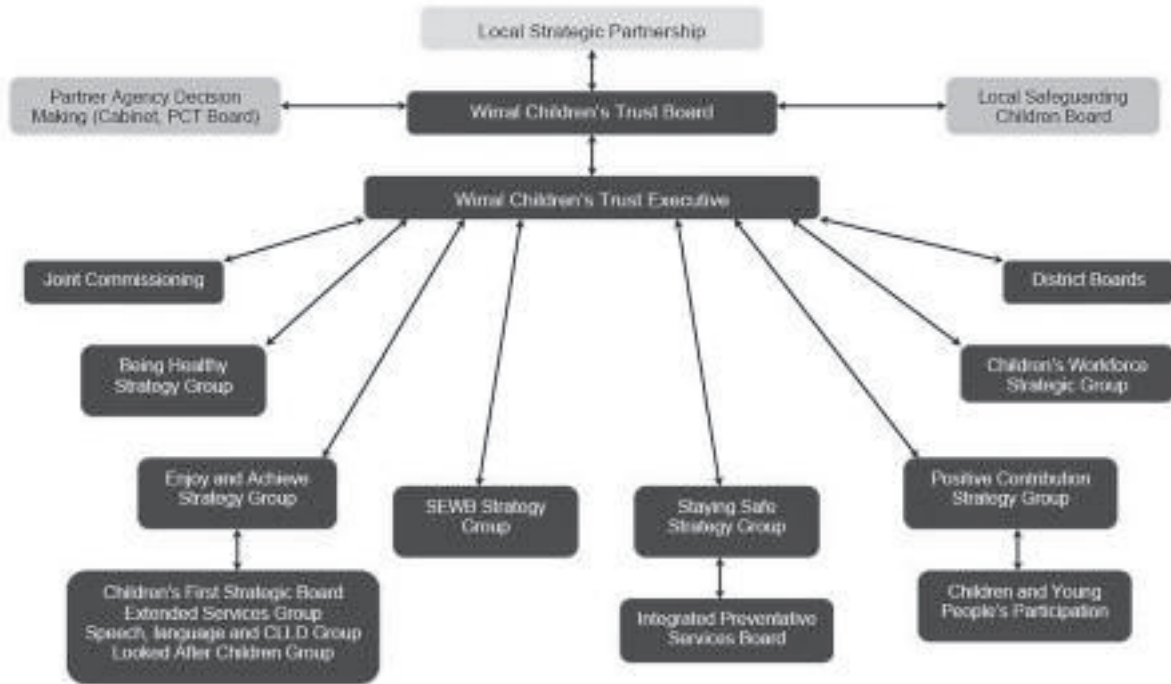 Local Strategic Partnership
Partner Agency Decision
Making (Cabinet, PCT Board)
Wirral Children's Trust Board
Local Safeguarding
Children Board
Wirral Children's Trust Executive
Joint Commissioning
District Boards
Being Healthy
Strategy Group
Children's Workforce
Strategic Group
Enjoy and Achieve
Strategy Group
SEWB Strategy
Group
Staying Safe
Strategy Group
Positive Contribution
Strategy Group
Children's First Strategic Board
Extended Services Group
Speech, language and CLLD Group
Looked After Children Group
Integrated Preventative
Services Board
Children and Young
People's Participation